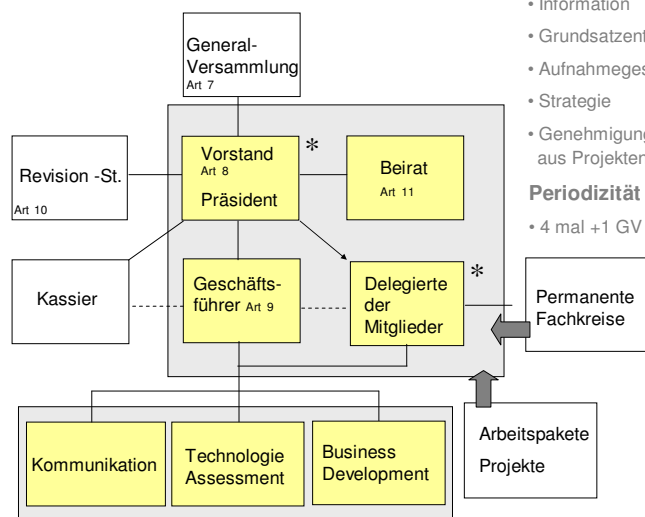 • Information
• Strategie
• Genehmigung
aus Projekten
Periodizität
• 4 mal +1 GV
General-
Versammlung
Art 7
Revision -St.
Art 10
Vorstand
Art 8
Präsident
*
Beirat
Art 11
Kassier
Geschäfts-
führer Art 9
Delegierte
der
Mitglieder
*
Permanente
Fachkreise
Kommunikation
Technologie
Assessment
Business
Development
Arbeitspakete
Projekte